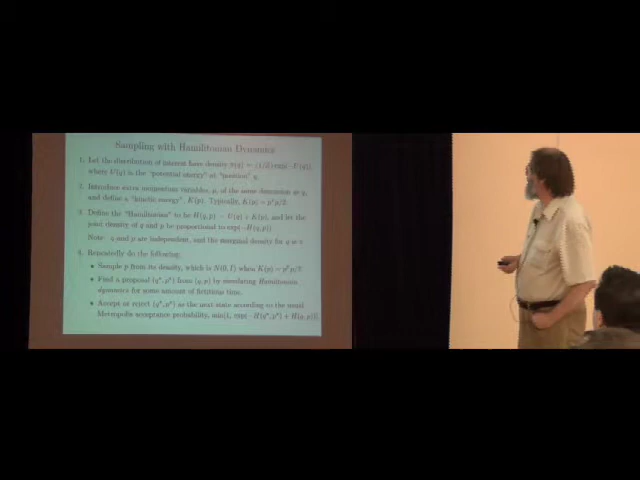 Sampling with Hamiltonian Dynamics
1. Let the distribution of interest have density π(q) = (1/Z) exp(−U(q)),
where U(q) is the "potential energy" at "position" q.
2. Introduce extra momentum variables, p, of the same dimension as q,
and define a "kinetic energy", K(p). Typically, K(p) = pᵀp/2.
3. Define the "Hamiltonian" to be H(q, p) = U(q) + K(p), and let the
joint density of q and p be proportional to exp(−H(q, p)).
Note: q and p are independent, and the marginal density for q is π.
4. Repeatedly do the following:
• Sample p from its density, which is N(0, I) when K(p) = pᵀp/2.
• Find a proposal (q*, p*) from (q, p) by simulating Hamiltonian
dynamics for some amount of fictitious time.
• Accept or reject (q*, p*) as the next state according to the usual
Metropolis acceptance probability, min[1, exp(−H(q*, p*) + H(q, p))].